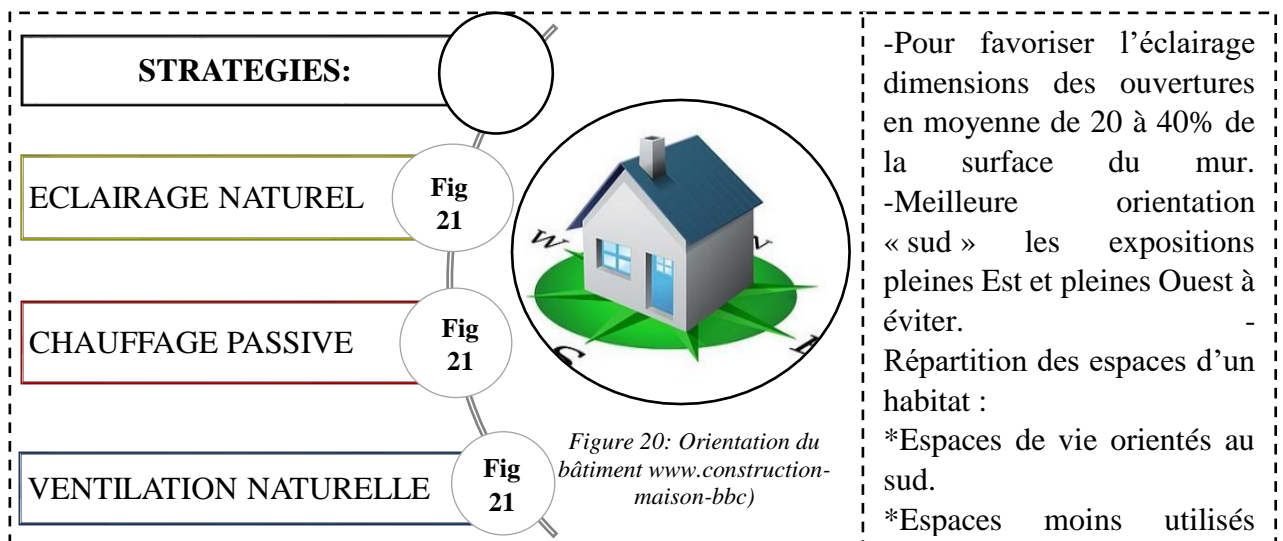 STRATEGIES:
ECLAIRAGE NATUREL
Fig
21
CHAUFFAGE PASSIVE
Fig
21
VENTILATION NATURELLE
Fig
21
W
N
S
E
Figure 20: Orientation du
bâtiment www.construction-
maison-bbc)
-Pour favoriser l’éclairage
dimensions des ouvertures
en moyenne de 20 à 40% de
la surface du mur.
-Meilleure orientation
« sud » les expositions
pleines Est et pleines Ouest à
éviter. -
Répartition des espaces d’un
habitat :
*Espaces de vie orientés au
sud.
*Espaces moins utilisés